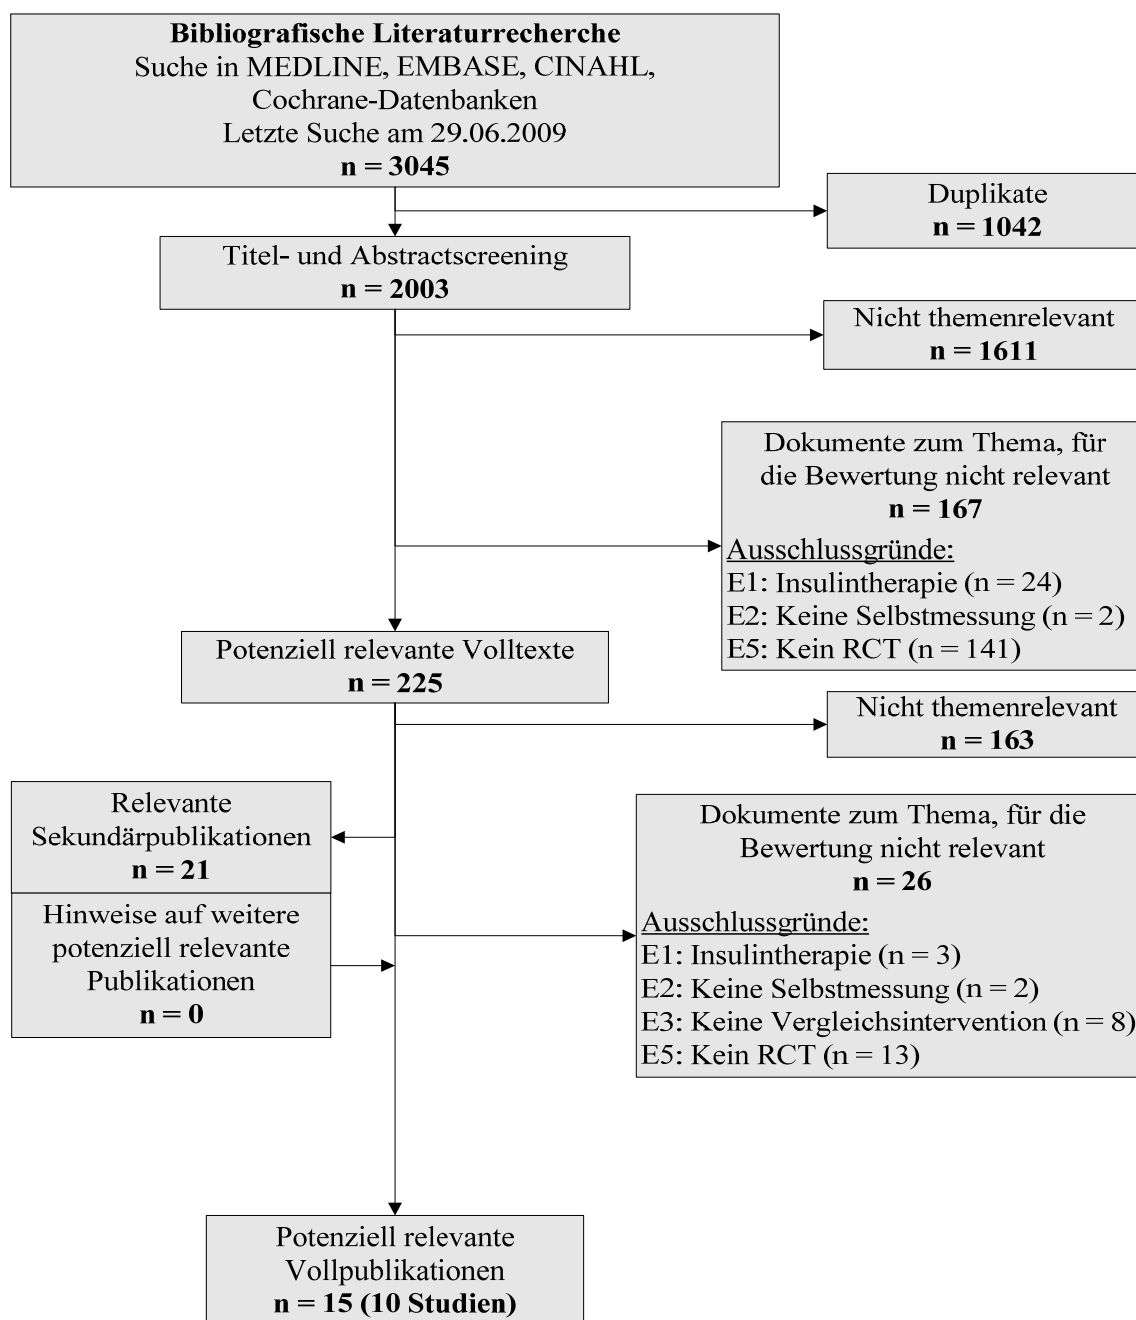 Bibliografische Literaturrecherche
Suche in MEDLINE, EMBASE, CINAHL,
Cochrane-Datenbanken
Letzte Suche am 29.06.2009
n = 3045
Duplikate
n = 1042
Titel- und Abstractscreening
n = 2003
Nicht themenrelevant
n = 1611
Dokumente zum Thema, für
die Bewertung nicht relevant
n = 167
Ausschlussgründe:
E1: Insulintherapie (n = 24)
E2: Keine Selbstmessung (n = 2)
E5: Kein RCT (n = 141)
Potenziell relevante Volltexte
n = 225
Nicht themenrelevant
n = 163
Relevante
Sekundärpublikationen
n = 21
Dokumente zum Thema, für die
Bewertung nicht relevant
n = 26
Ausschlussgründe:
E1: Insulintherapie (n = 3)
E2: Keine Selbstmessung (n = 2)
E3: Keine Vergleichsintervention (n = 8)
E5: Kein RCT (n = 13)
Hinweise auf weitere
potenziell relevante
Publikationen
n = 0
Potenziell relevante
Vollpublikationen
n = 15 (10 Studien)